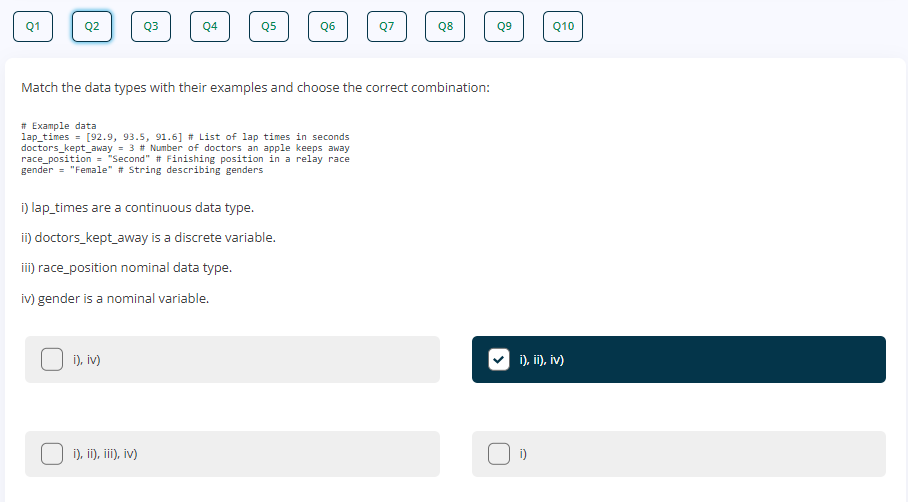 Q1 Q2 Q3 Q4 Q5 Q6 Q7 Q8 Q9 Q10
Match the data types with their examples and choose the correct combination:
# Example data
lap_times = [92.9, 93.5, 91.6] # List of lap times in seconds
doctors_kept_away = 3 # Number of doctors an apple keeps away
race_position = "Second" # Finishing position in a relay race
gender = "Female" # String describing genders
i) lap_times are a continuous data type.
ii) doctors_kept_away is a discrete variable.
iii) race_position nominal data type.
iv) gender is a nominal variable.
i), iv)
i), ii), iv)
i), ii), iii), iv)
i)